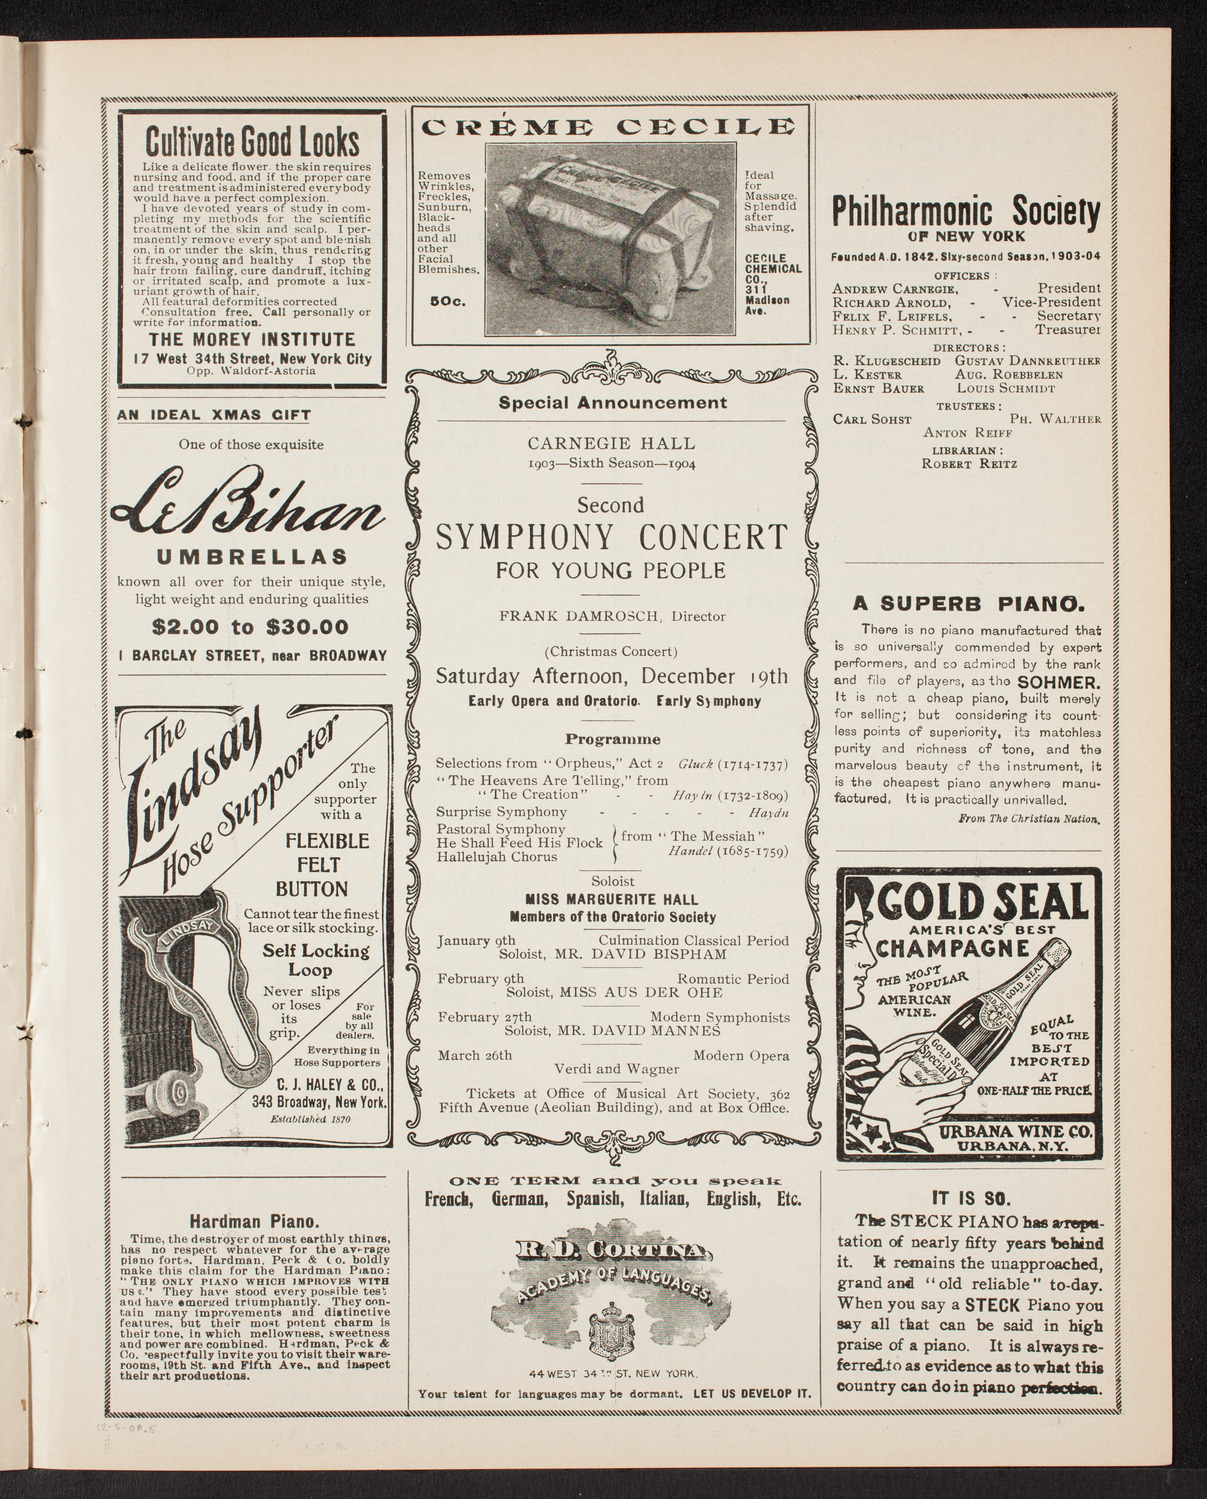 Cultivate Good Looks
Like a delicate flower, the skin requires
nursing and food, and if the proper care
and treatment is administered everybody
would have a perfect complexion.
I have devoted years of study in com-
pleting my methods for the scientific
treatment of the skin and scalp. I per-
manently remove every spot and blemish
on, in or under the skin, thus rendering
it fresh, young and healthy I stop the
hair from failing, cure dandruff, itching
or irritated scalp, and promote a lux-
uriant growth of hair.
All featural deformities corrected
Consultation free. Call personally or
write for information.
THE MOREY INSTITUTE
17 West 34th Street, New York City
Opp. Waldorf-Astoria
AN IDEAL XMAS GIFT
One of those exquisite
LeBihan
UMBRELLAS
known all over for their unique style,
light weight and enduring qualities
$2.00 to $30.00
1 BARCLAY STREET, near BROADWAY
The
Lindsay
Hose Supporter
The
only
supporter
with a
FLEXIBLE
FELT
BUTTON
Cannot tear the finest
lace or silk stocking.
Self Locking
Loop
Never slips
or loses
its
grip.
For
sale
by all
dealers.
Everything in
Hose Supporters
C. J. HALEY & CO.,
343 Broadway, New York.
Established 1870
LINDSAY
Hardman Piano.
Time, the destroyer of most earthly things,
has no respect whatever for the average
piano forte. Hardman, Peck & Co. boldly
make this claim for the Hardman Piano:
"THE ONLY PIANO WHICH IMPROVES WITH
USE." They have stood every possible test
and have emerged triumphantly. They con-
tain many improvements and distinctive
features, but their most potent charm is
their tone, in which mellowness, sweetness
and power are combined. Hardman, Peck &
Co. respectfully invite you to visit their ware-
rooms, 19th St. and Fifth Ave., and inspect
their art productions.
CRÉME CECILE
Removes
Wrinkles,
Freckles,
Sunburn,
Black-
heads
and all
other
Facial
Blemishes.
50c.
Ideal
for
Massage.
Splendid
after
shaving.
CECILE
CHEMICAL
CO.,
311
Madison
Ave.
Special Announcement
CARNEGIE HALL
1903—Sixth Season—1904
Second
SYMPHONY CONCERT
FOR YOUNG PEOPLE
FRANK DAMROSCH, Director
(Christmas Concert)
Saturday Afternoon, December 19th
Early Opera and Oratorio. Early Symphony
Programme
Selections from "Orpheus," Act 2 Gluck (1714-1737)
"The Heavens Are Telling," from
"The Creation" - - Haydn (1732-1809)
Surprise Symphony - - - - - Haydn
Pastoral Symphony
He Shall Feed His Flock } from "The Messiah"
Hallelujah Chorus Handel (1685-1759)
Soloist
MISS MARGUERITE HALL
Members of the Oratorio Society
January 9th Culmination Classical Period
Soloist, MR. DAVID BISPHAM
February 9th Romantic Period
Soloist, MISS AUS DER OHE
February 27th Modern Symphonists
Soloist, MR. DAVID MANNES
March 26th Modern Opera
Verdi and Wagner
Tickets at Office of Musical Art Society, 362
Fifth Avenue (Aeolian Building), and at Box Office.
ONE TERM and you speak
French, German, Spanish, Italian, English, Etc.
R. D. CORTINA
ACADEMY OF LANGUAGES.
44 WEST 34TH ST. NEW YORK.
Your talent for languages may be dormant. LET US DEVELOP IT.
Philharmonic Society
OF NEW YORK
Founded A.D. 1842. Sixy-second Season, 1903-04
OFFICERS :
ANDREW CARNEGIE, - President
RICHARD ARNOLD, - Vice-President
FELIX F. LEIFELS, - - Secretary
HENRY P. SCHMITT, - - Treasurer
DIRECTORS :
R. KLUGESCHEID GUSTAV DANNREUTHER
L. KESTER AUG. ROEBBELEN
ERNST BAUER LOUIS SCHMIDT
TRUSTEES :
CARL SOHST PH. WALTHER
ANTON REIFF
LIBRARIAN :
ROBERT REITZ
A SUPERB PIANO.
There is no piano manufactured that
is so universally commended by expert
performers, and so admired by the rank
and file of players, as the SOHMER.
It is not a cheap piano, built merely
for selling; but considering its count-
less points of superiority, its matchless
purity and richness of tone, and the
marvelous beauty of the instrument, it
is the cheapest piano anywhere manu-
factured. It is practically unrivalled.
From The Christian Nation.
GOLD SEAL
AMERICA'S BEST
CHAMPAGNE
THE MOST
POPULAR
AMERICAN
WINE.
GOLD SEAL
GOLD SEAL
Special Dry
EQUAL
TO THE
BEST
IMPORTED
AT
ONE-HALF THE PRICE.
URBANA WINE CO.
URBANA, N.Y.
IT IS SO.
The STECK PIANO has a repu-
tation of nearly fifty years behind
it. It remains the unapproached,
grand and "old reliable" to-day.
When you say a STECK Piano you
say all that can be said in high
praise of a piano. It is always re-
ferred to as evidence as to what this
country can do in piano perfection.
12-5-03.5